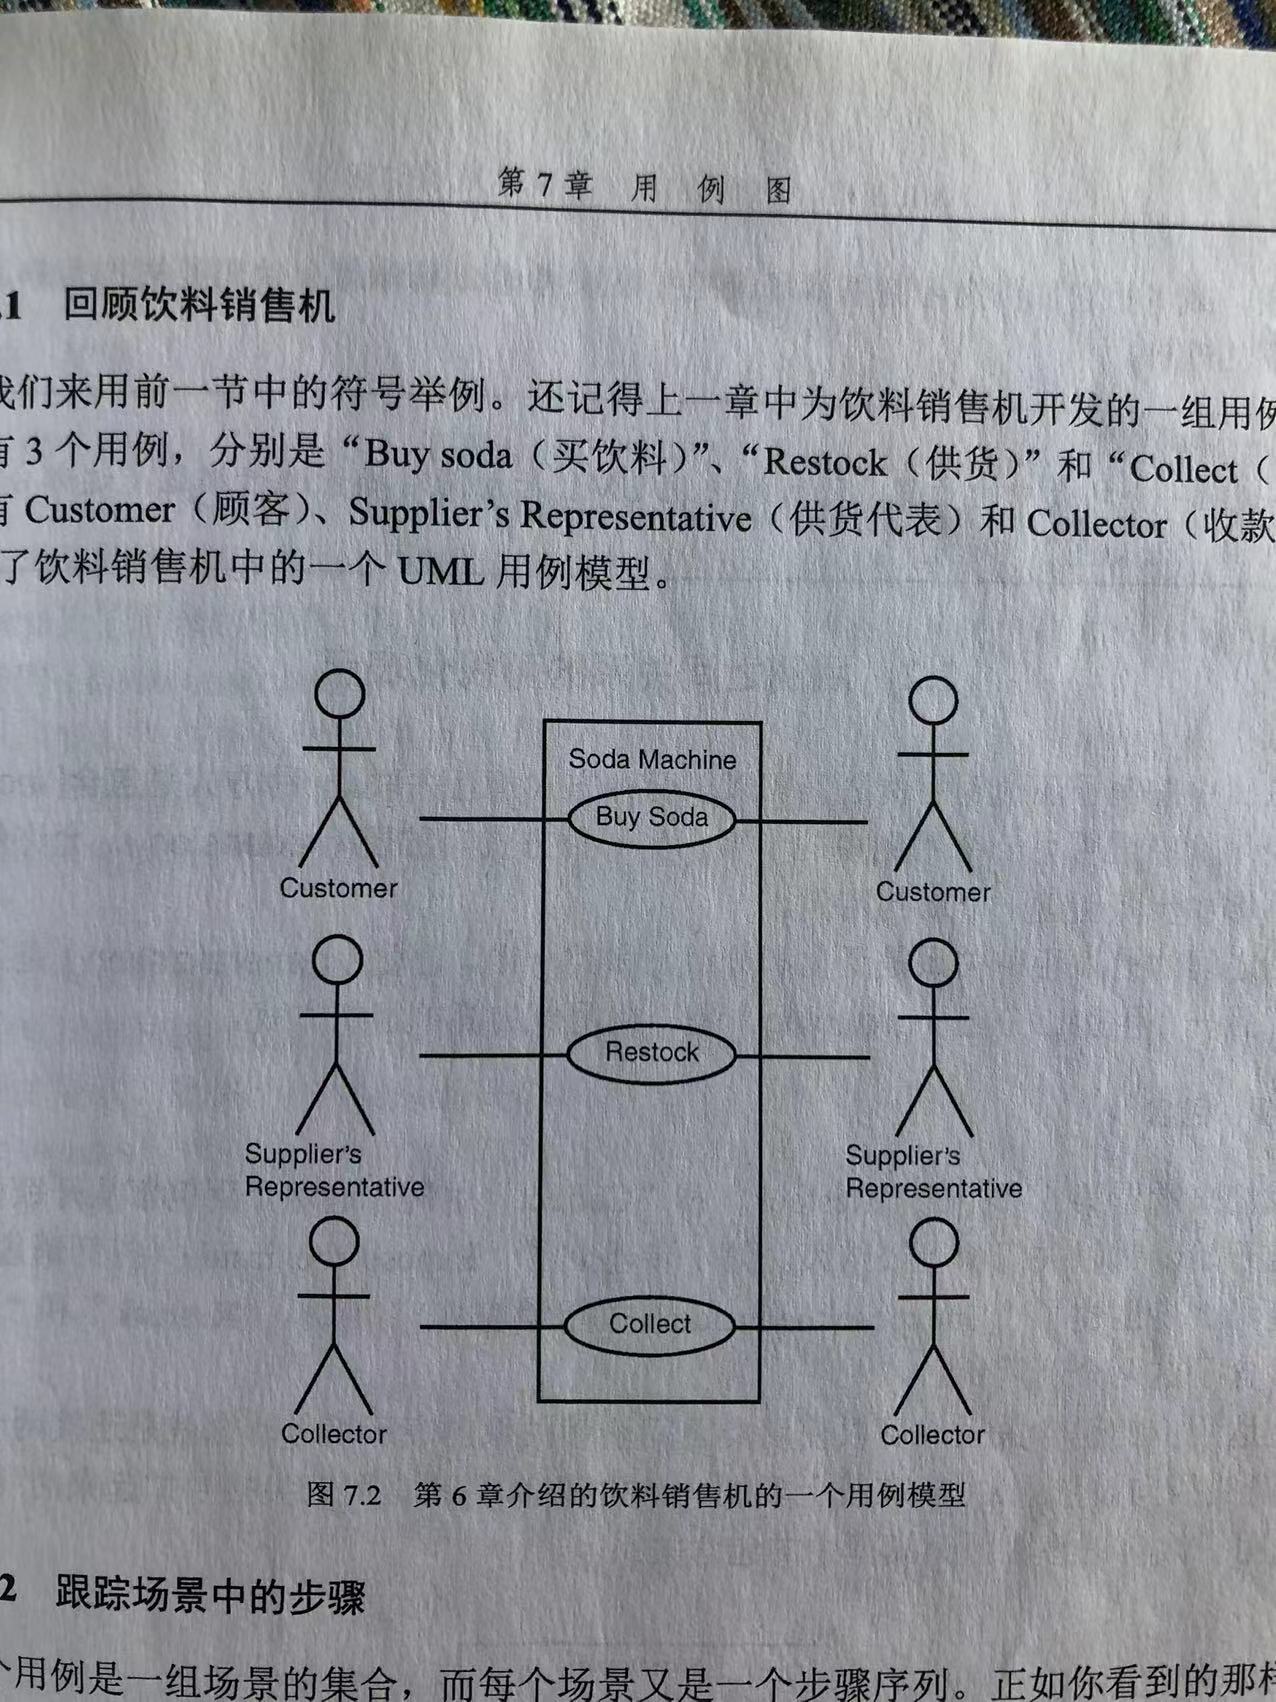 第7章 用 例 图
.1 回顾饮料销售机
我们来用前一节中的符号举例。还记得上一章中为饮料销售机开发的一组用例
有 3 个用例，分别是“Buy soda（买饮料）”、“Restock（供货）”和“Collect（
有 Customer（顾客）、Supplier’s Representative（供货代表）和 Collector（收款
了饮料销售机中的一个 UML 用例模型。
Soda Machine
Buy Soda
Customer
Customer
Restock
Supplier's
Representative
Supplier's
Representative
Collect
Collector
Collector
图 7.2 第 6 章介绍的饮料销售机的一个用例模型
2 跟踪场景中的步骤
个用例是一组场景的集合，而每个场景又是一个步骤序列。正如你看到的那样